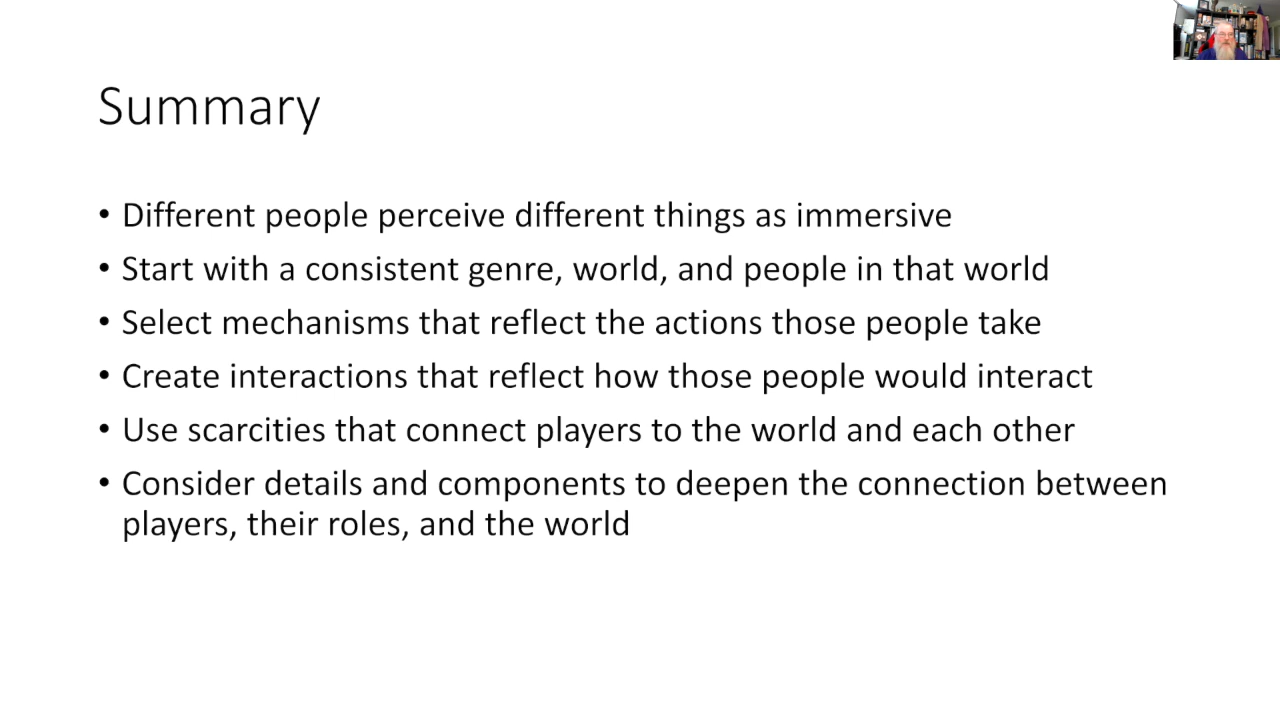 Summary
• Different people perceive different things as immersive
• Start with a consistent genre, world, and people in that world
• Select mechanisms that reflect the actions those people take
• Create interactions that reflect how those people would interact
• Use scarcities that connect players to the world and each other
• Consider details and components to deepen the connection between
players, their roles, and the world